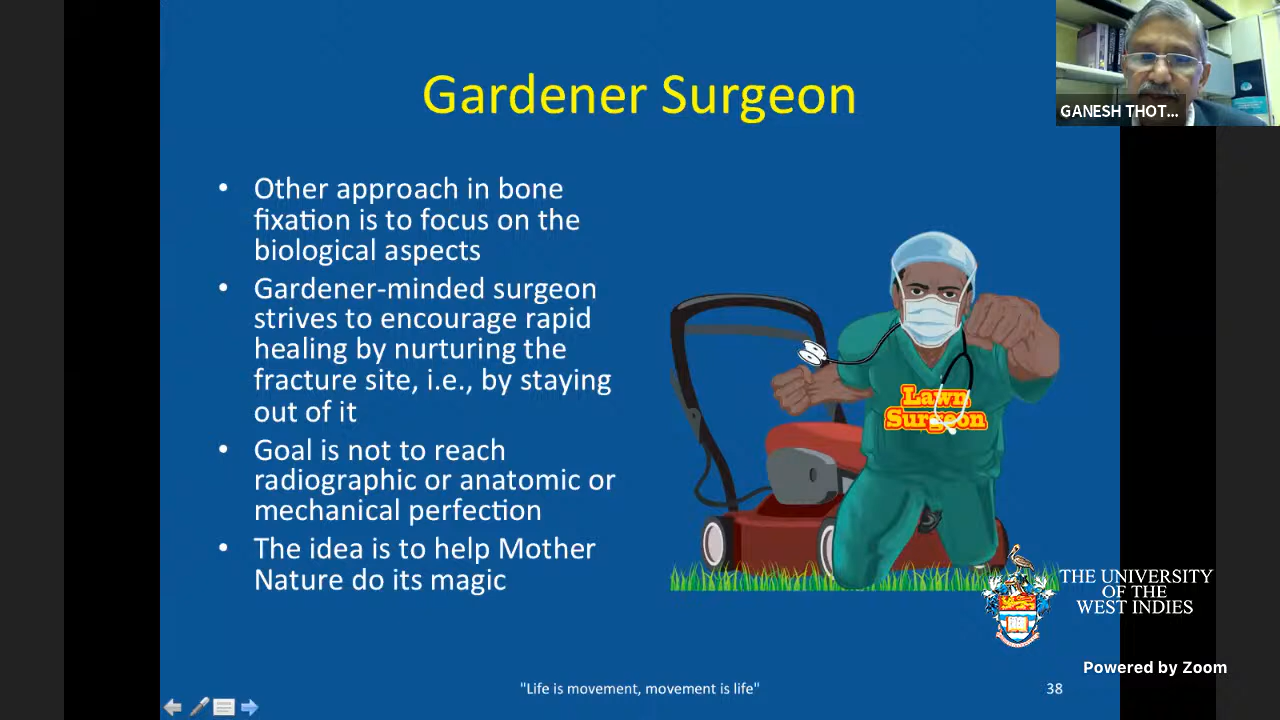 Gardener Surgeon
GANESH THOT...
• Other approach in bone
fixation is to focus on the
biological aspects
• Gardener-minded surgeon
strives to encourage rapid
healing by nurturing the
fracture site, i.e., by staying
out of it
• Goal is not to reach
radiographic or anatomic or
mechanical perfection
• The idea is to help Mother
Nature do its magic
Lawn
Surgeon
THE UNIVERSITY
OF THE
WEST INDIES
Powered by Zoom
"Life is movement, movement is life"
38